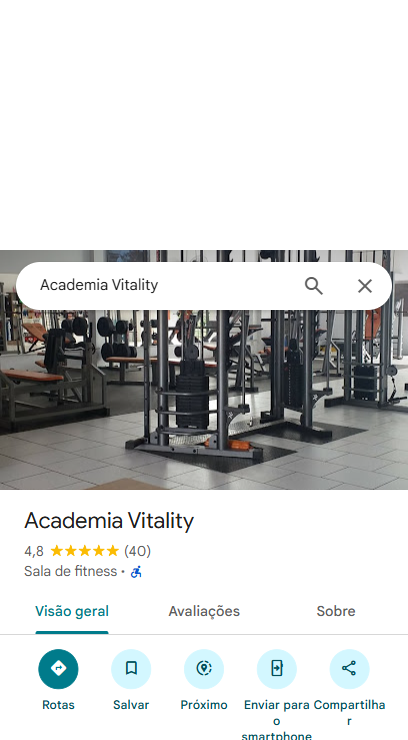 Academia Vitality
Academia Vitality
4,8 (40)
Sala de fitness •
Visão geral Avaliações Sobre
Rotas Salvar Próximo Enviar para o smartphone Compartilhar